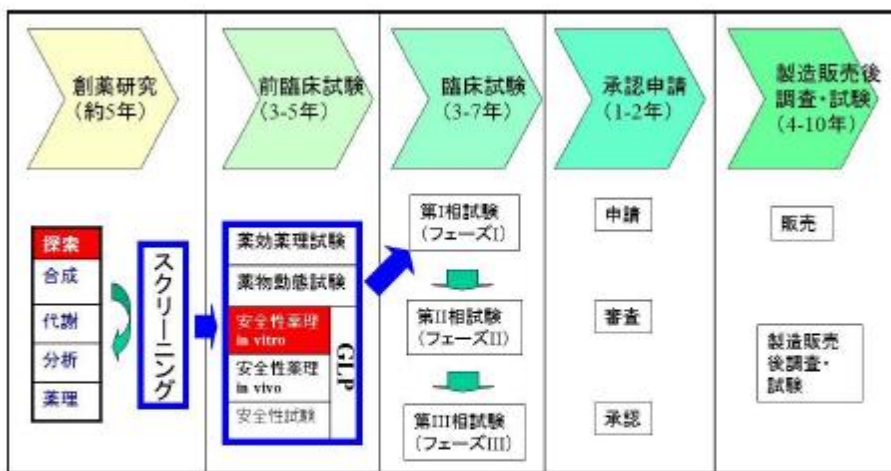 創薬研究
(約5年)
前臨床試験
(3-5年)
臨床試験
(3-7年)
承認申請
(1-2年)
製造販売後
調査・試験
(4-10年)
探索
合成
代謝
分析
薬理
スクリーニング
薬効薬理試験
薬物動態試験
安全性薬理
in vitro
安全性薬理
in vivo
安全性試験
GLP
第I相試験
(フェーズI)
第II相試験
(フェーズII)
第III相試験
(フェーズIII)
申請
審査
承認
販売
製造販売
後調査・
試験